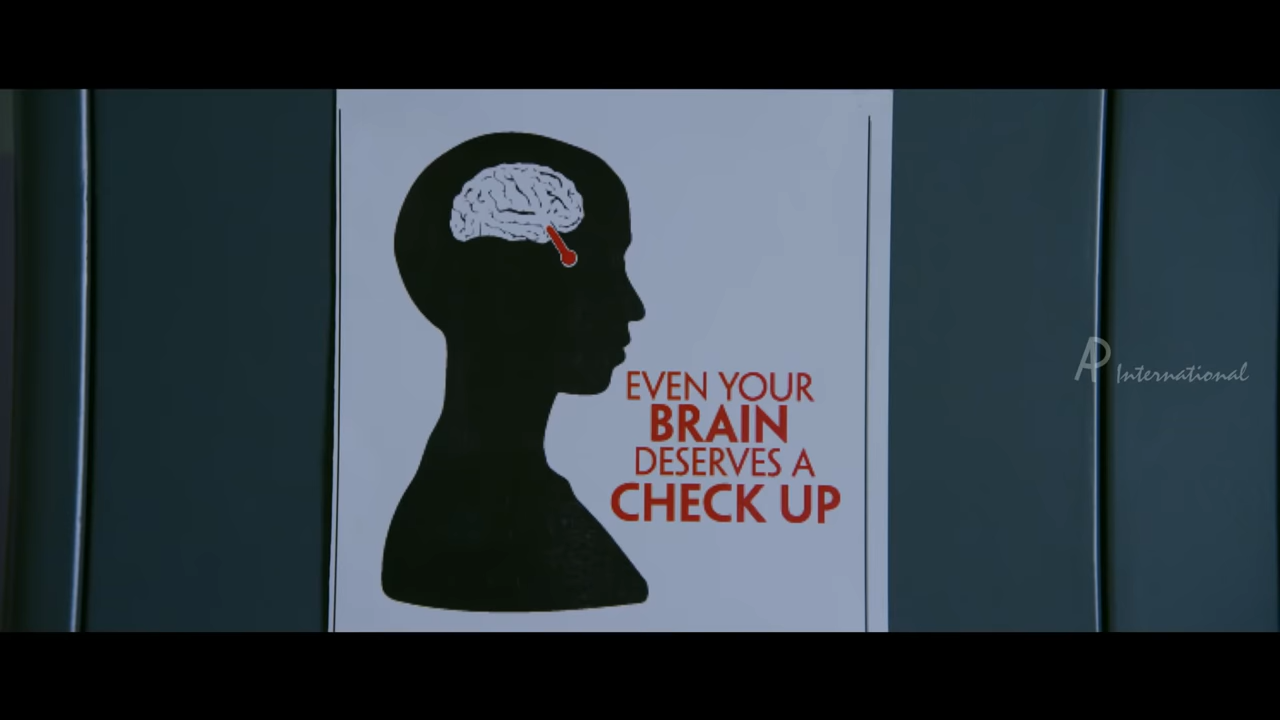 EVEN YOUR
BRAIN
DESERVES A
CHECK UP
AP International